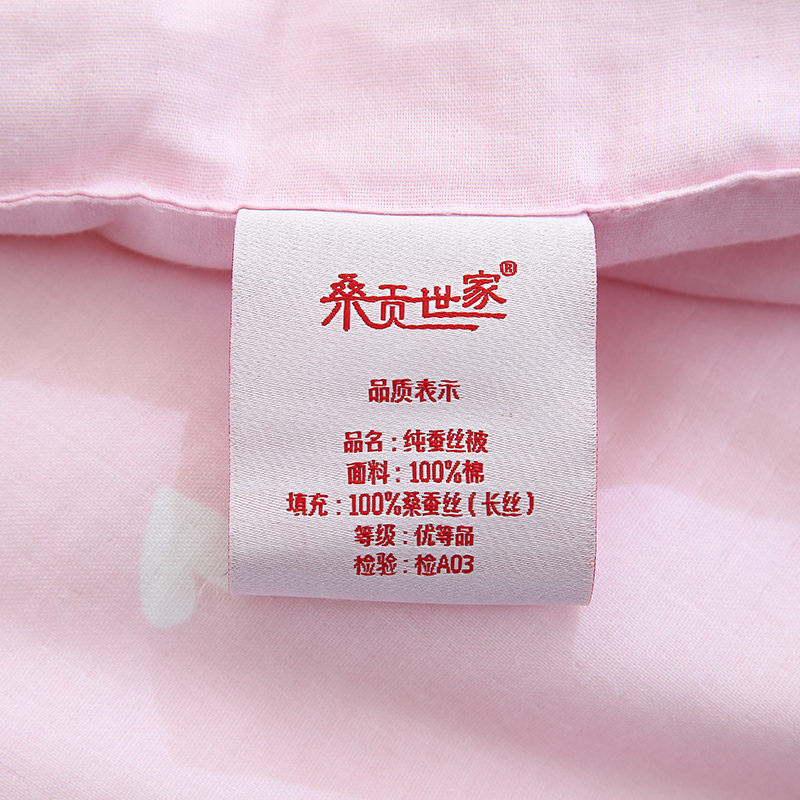 桑贡世家®
品质表示
品名:纯蚕丝被
面料:100%棉
填充:100%桑蚕丝(长丝)
等级:优等品
检验:检A03